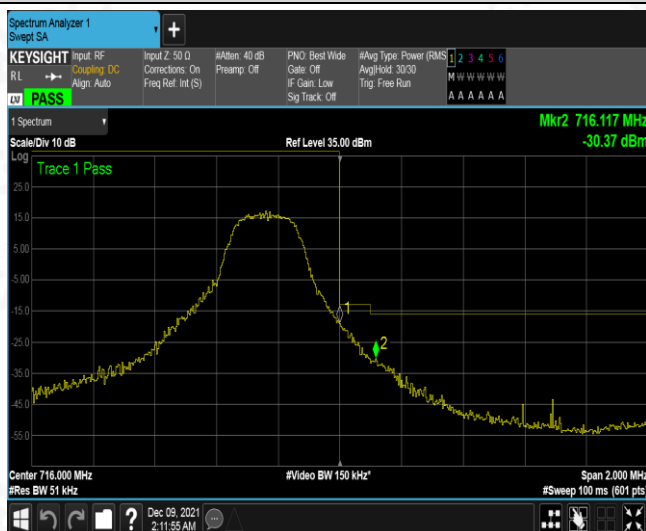 Spectrum Analyzer 1
Swept SA
+
KEYSIGHT Input: RF Input Z: 50 Ω #Atten: 40 dB PNO: Best Wide #Avg Type: Power (RMS 1 2 3 4 5 6
RL Coupling: DC Corrections: On Preamp: Off Gate: Off Avg|Hold: 30/30 M W W W W W
Align: Auto Freq Ref: Int (S) IF Gain: Low Trig: Free Run
LXI PASS Sig Track: Off A A A A A A
1 Spectrum Mkr2 716.117 MHz
Scale/Div 10 dB Ref Level 35.00 dBm -30.37 dBm
Log
Trace 1 Pass
25.0
15.0
5.00
-5.00
1
-15.0
2
-25.0
-35.0
-45.0
-55.0
Center 716.000 MHz #Video BW 150 kHz* Span 2.000 MHz
#Res BW 51 kHz #Sweep 100 ms (601 pts)
? Dec 09, 2021
2:11:55 AM